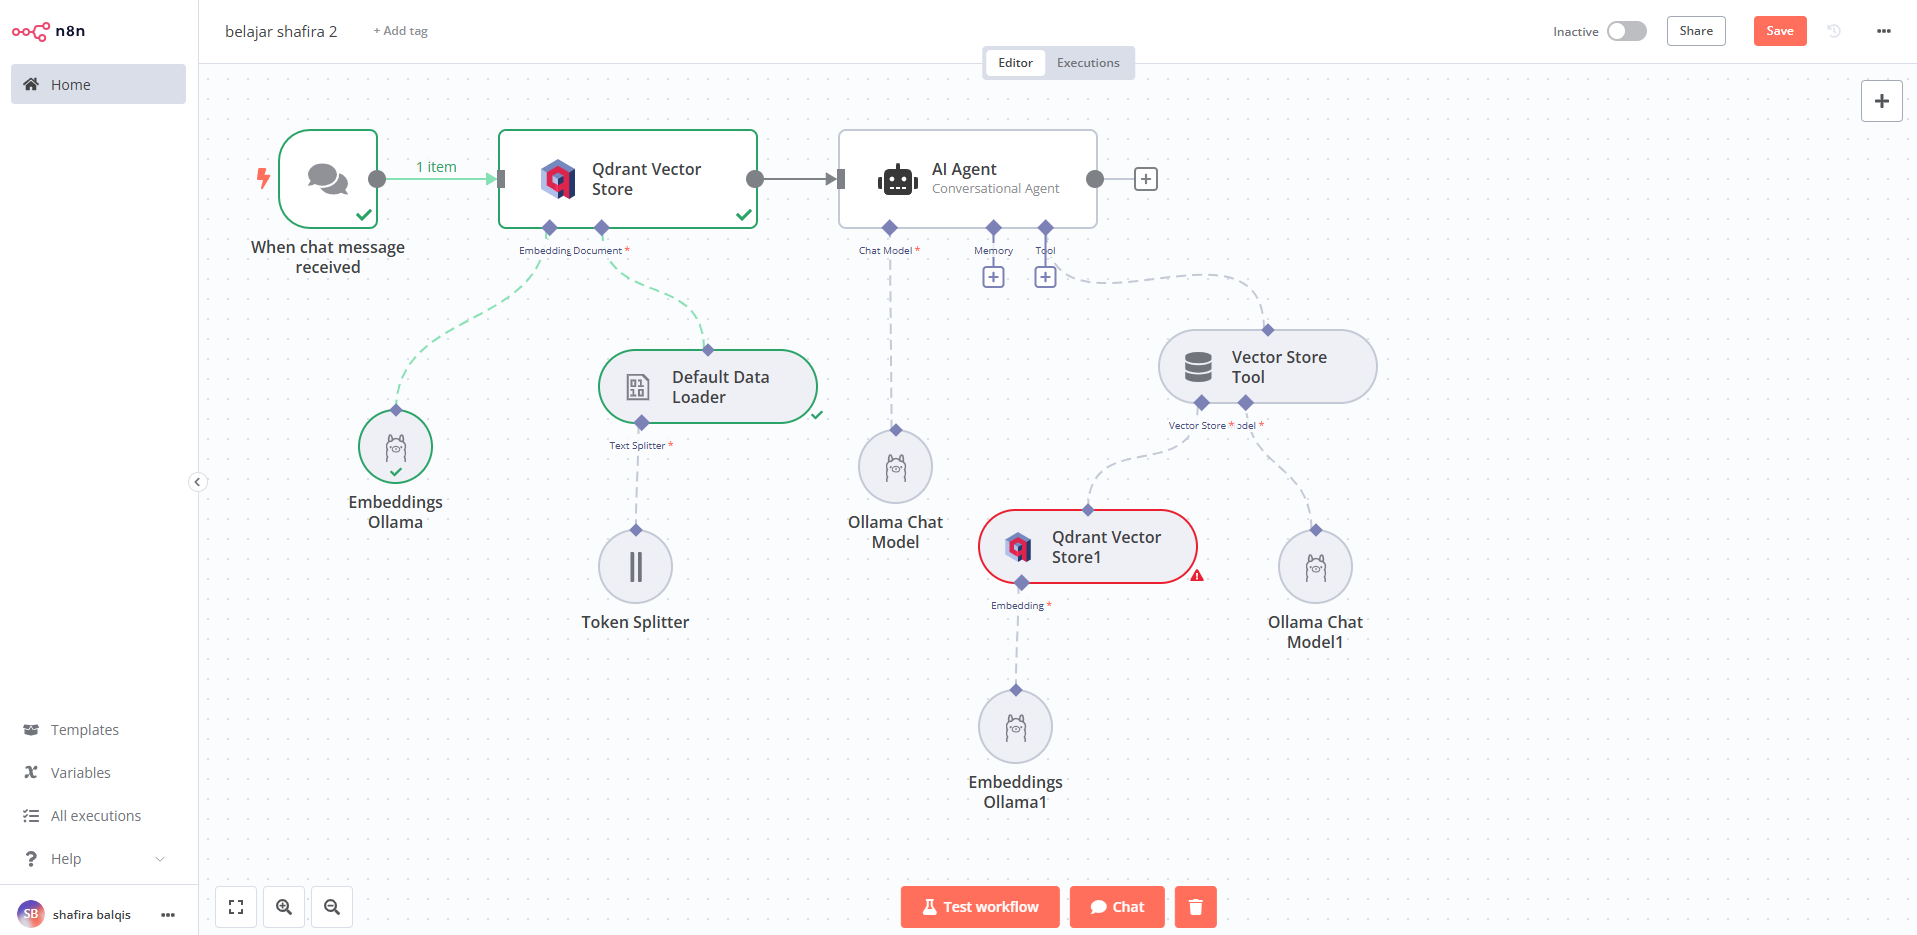 n8n
belajar shafira 2
+ Add tag
Inactive
Share
Save
Editor
Executions
Home
1 item
Qdrant Vector
Store
AI Agent
Conversational Agent
When chat message
received
Embedding
Document *
Chat Model *
Memory
Tool
Vector Store
Tool
Default Data
Loader
Text Splitter *
Vector Store *
odel *
Embeddings
Ollama
Ollama Chat
Model
Qdrant Vector
Store1
Embedding *
Token Splitter
Ollama Chat
Model1
Embeddings
Ollama1
Templates
Variables
All executions
Help
SB
shafira balqis
Test workflow
Chat